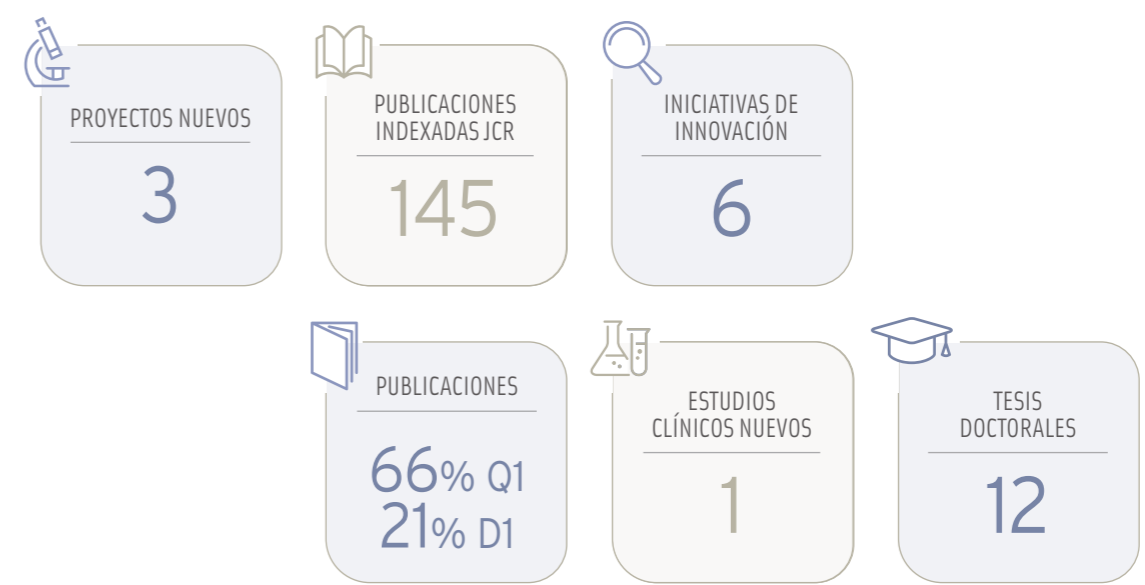 PROYECTOS NUEVOS
3
PUBLICACIONES
INDEXADAS JCR
145
INICIATIVAS DE
INNOVACIÓN
6
PUBLICACIONES
66% Q1
21% D1
ESTUDIOS
CLÍNICOS NUEVOS
1
TESIS
DOCTORALES
12